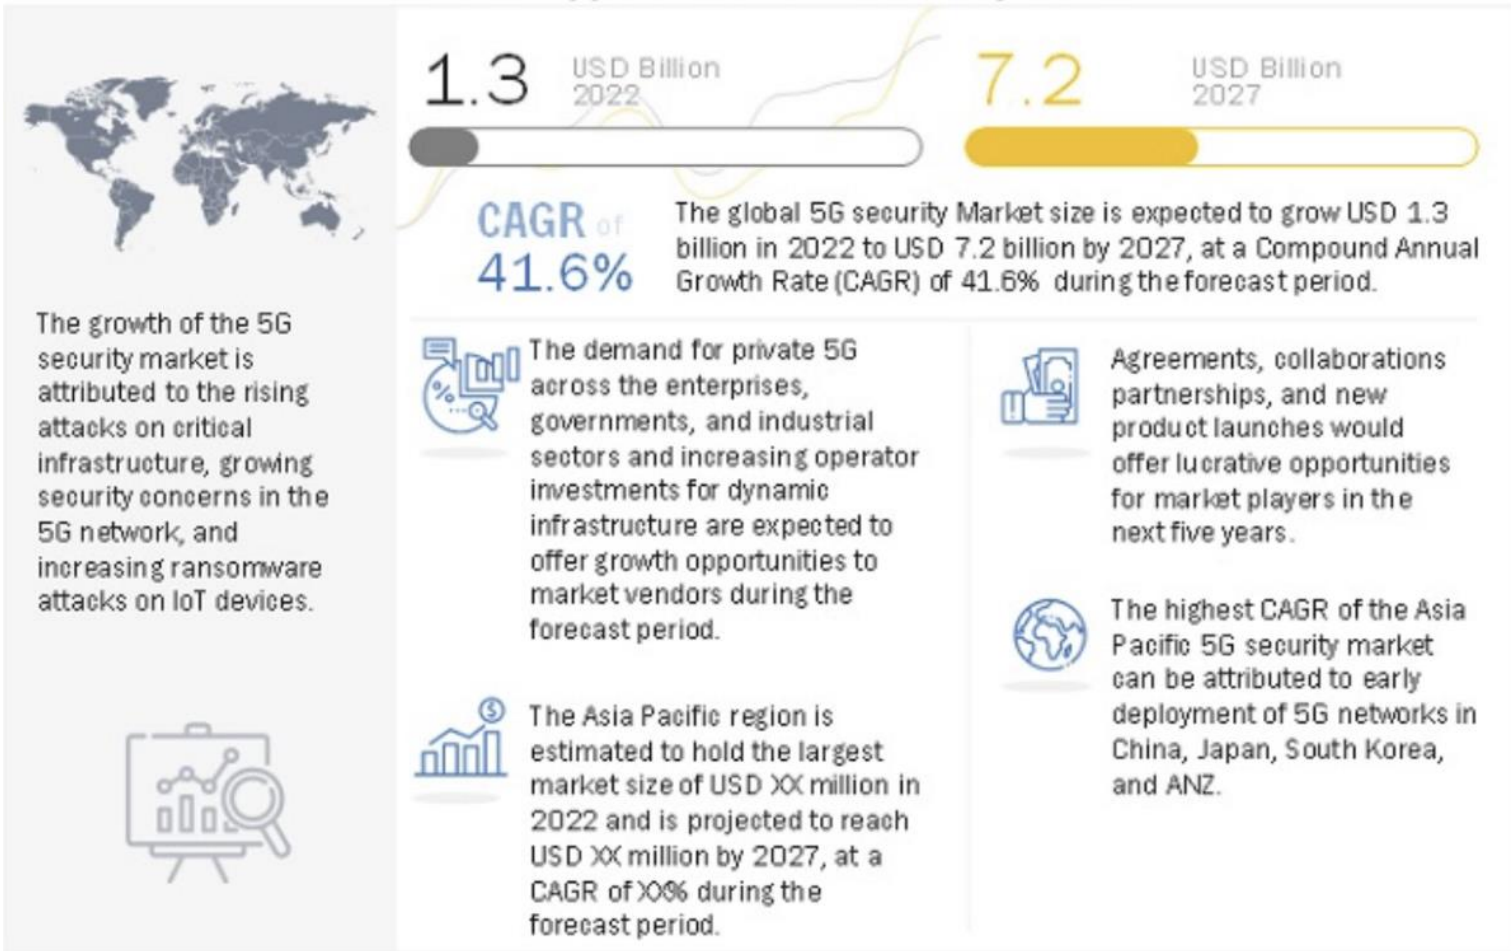 1.3
USD Billion
2022
7.2
USD Billion
2027
CAGR of
41.6%
The global 5G security Market size is expected to grow USD 1.3
billion in 2022 to USD 7.2 billion by 2027, at a Compound Annual
Growth Rate (CAGR) of 41.6% during the forecast period.
The growth of the 5G
security market is
attributed to the rising
attacks on critical
infrastructure, growing
security concerns in the
5G network, and
increasing ransomware
attacks on IoT devices.
The demand for private 5G
across the enterprises,
governments, and industrial
sectors and increasing operator
investments for dynamic
infrastructure are expected to
offer growth opportunities to
market vendors during the
forecast period.
The Asia Pacific region is
estimated to hold the largest
market size of USD XX million in
2022 and is projected to reach
USD XX million by 2027, at a
CAGR of XX% during the
forecast period.
Agreements, collaborations
partnerships, and new
product launches would
offer lucrative opportunities
for market players in the
next five years.
The highest CAGR of the Asia
Pacific 5G security market
can be attributed to early
deployment of 5G networks in
China, Japan, South Korea,
and ANZ.